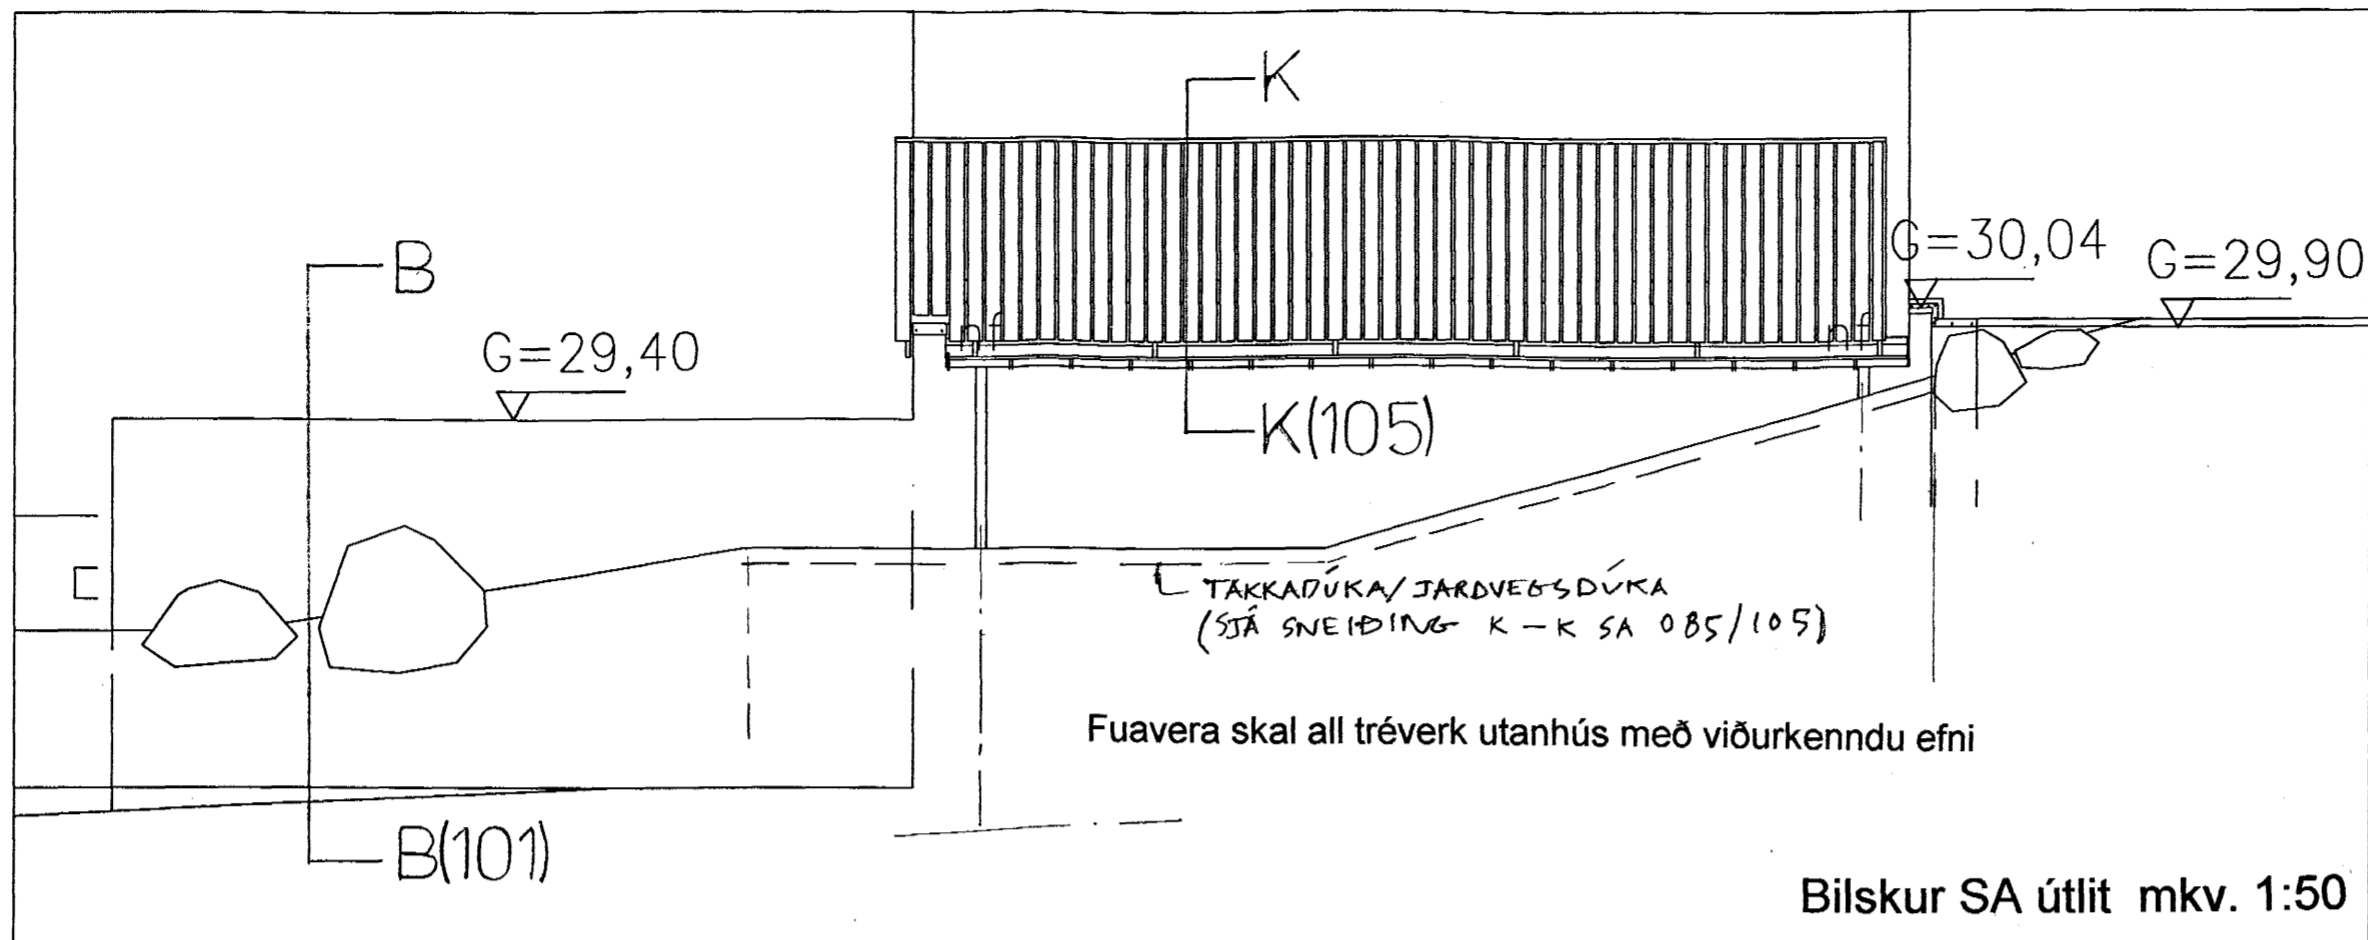 K
B
G=30,04
G=29,90
G=29,40
K(105)
TAKKADÚKA/JARDVEGSDÚKA
(SJÁ SNEIÐING K-K SA 085/105)
Fuavera skal all tréverk utanhús með viðurkenndu efni
B(101)
Bilskur SA útlit mkv. 1:50